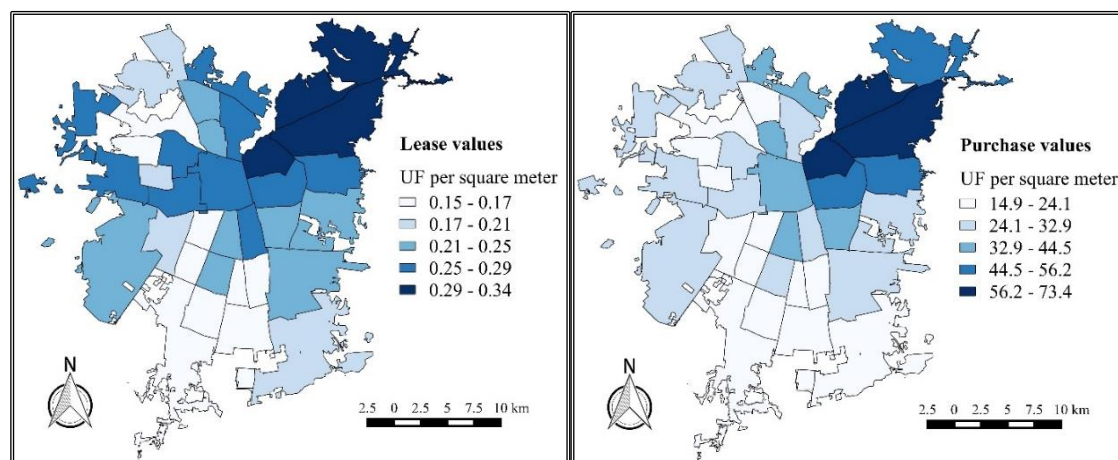 Lease values
UF per square meter
0.15 - 0.17
0.17 - 0.21
0.21 - 0.25
0.25 - 0.29
0.29 - 0.34
N
2.5 0 2.5 5 7.5 10 km
Purchase values
UF per square meter
14.9 - 24.1
24.1 - 32.9
32.9 - 44.5
44.5 - 56.2
56.2 - 73.4
N
2.5 0 2.5 5 7.5 10 km